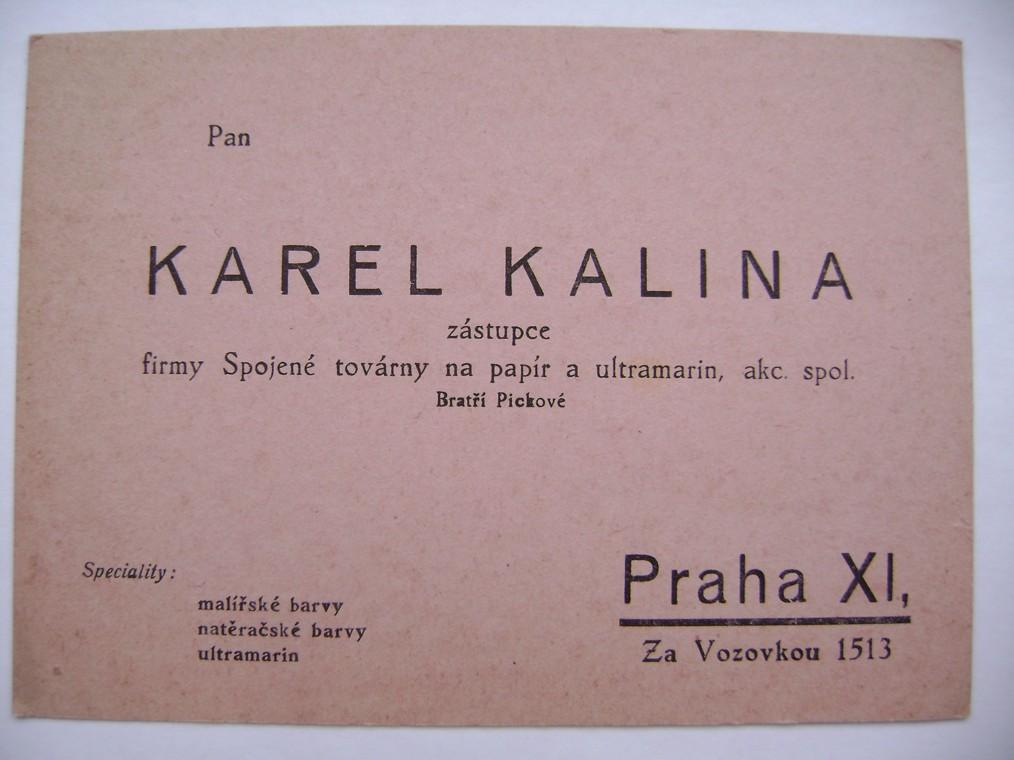 Pan
KAREL KALINA
zástupce
firmy Spojené továrny na papír a ultramarin, akc. spol.
Bratří Pickové
Speciality:
malířské barvy
natěračské barvy
ultramarin
Praha XI,
Za Vozovkou 1513